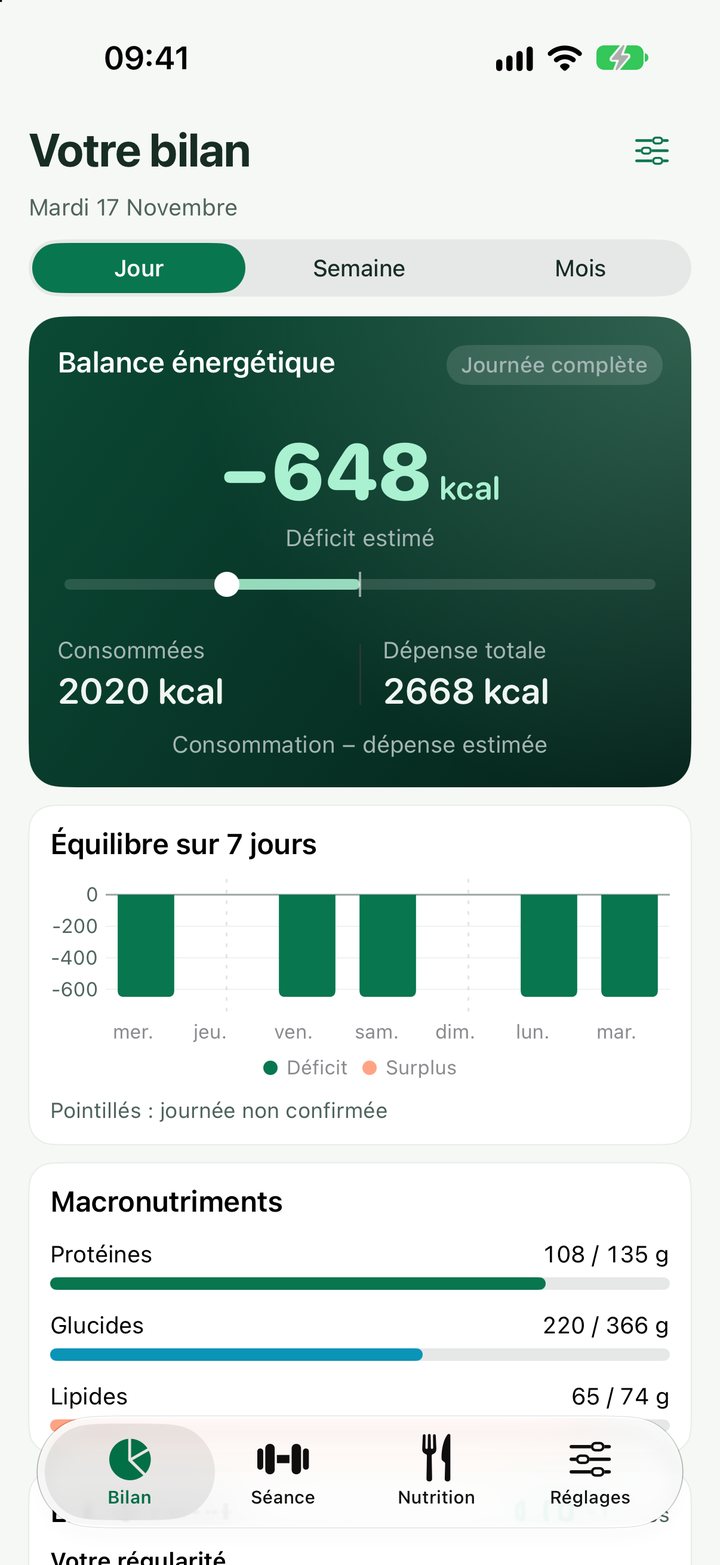 09:41
Votre bilan
Mardi 17 Novembre
Jour Semaine Mois
Balance énergétique Journée complète
−648 kcal
Déficit estimé
Consommées Dépense totale
2020 kcal 2668 kcal
Consommation – dépense estimée
Équilibre sur 7 jours
0
-200
-400
-600
mer. jeu. ven. sam. dim. lun. mar.
Déficit Surplus
Pointillés : journée non confirmée
Macronutriments
Protéines 108 / 135 g
Glucides 220 / 366 g
Lipides 65 / 74 g
Bilan Séance Nutrition Réglages
Votre régularité